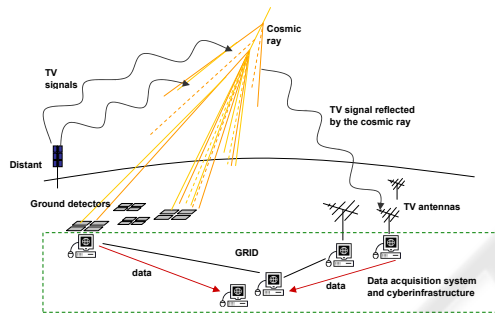 Cosmic
ray
TV
signals
TV signal reflected
by the cosmic ray
Distant
Ground detectors
TV antennas
GRID
data
data
Data acquisition system
and cyberinfrastructure